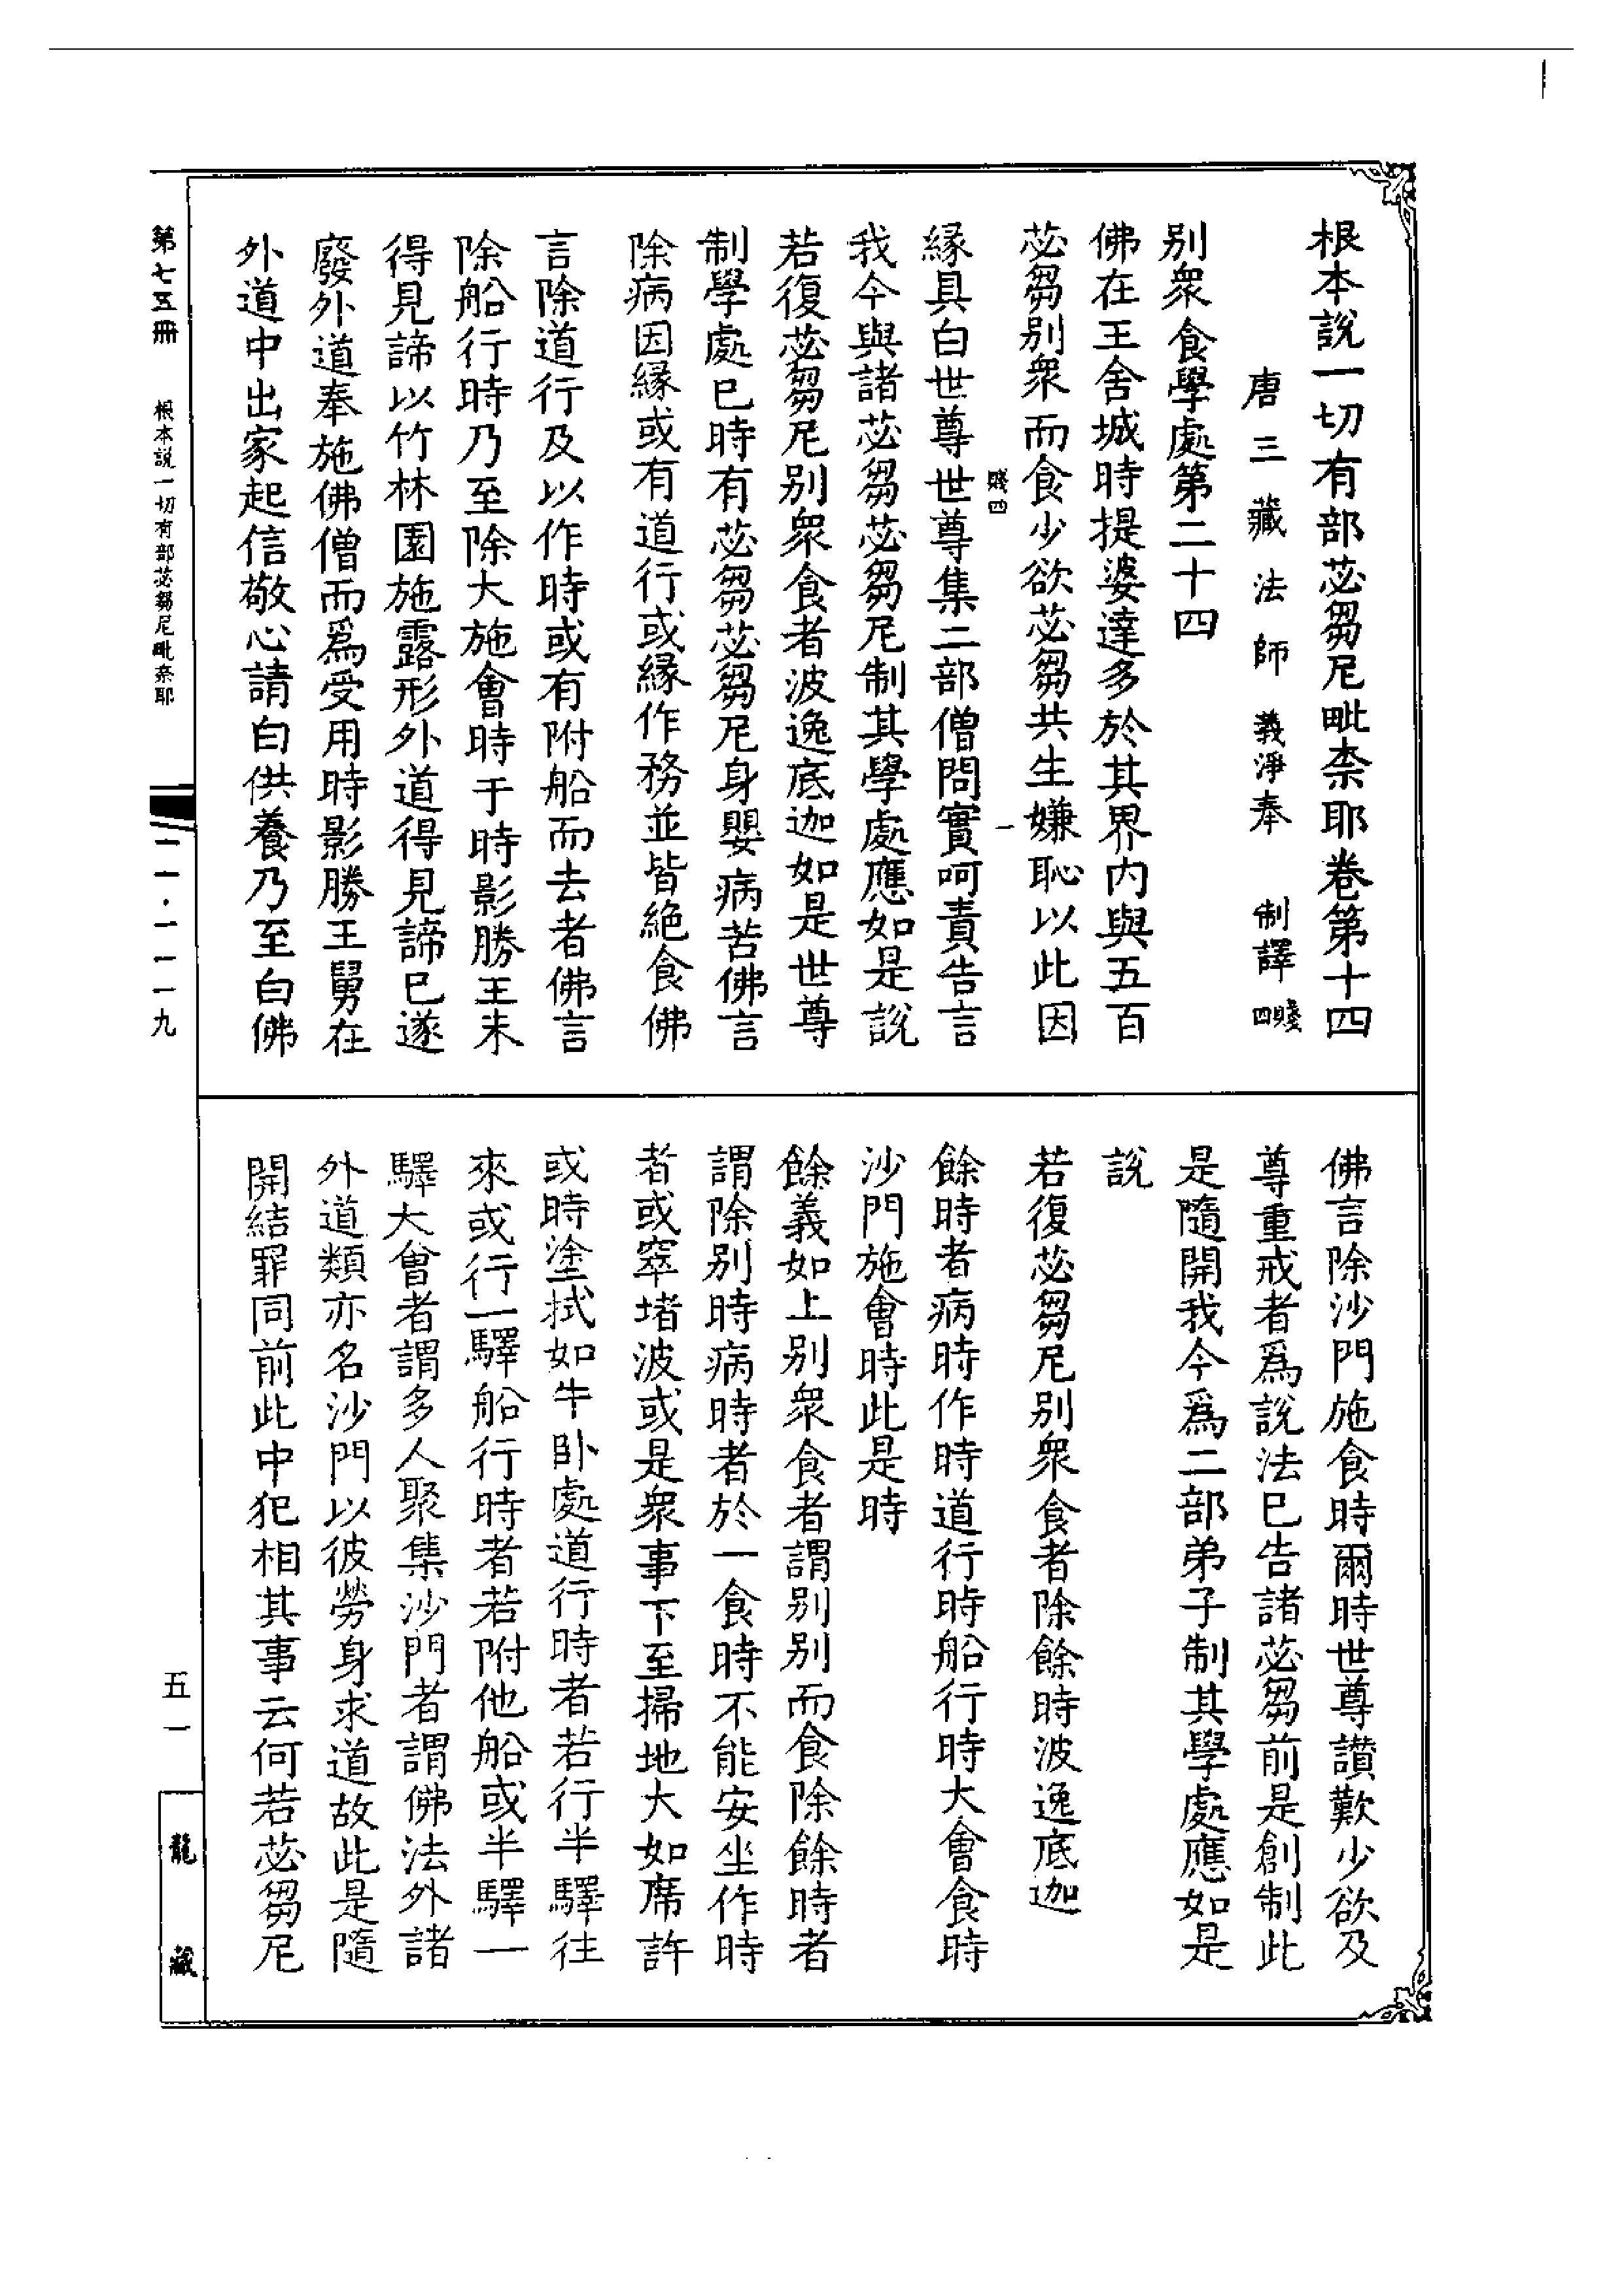 根本說一切有部苾芻尼毗柰耶卷第十四
唐三藏法師義淨奉 制譯 賤四
別衆食學處第二十四
佛在王舍城時提婆達多於其界內與五百
苾芻別衆而食少欲苾芻共生嫌恥以此因
賤四 一
緣具白世尊世尊集二部僧問實呵責告言
我今與諸苾芻苾芻尼制其學處應如是說
若復苾芻尼別衆食者波逸底迦如是世尊
制學處已時有苾芻苾芻尼身嬰病苦佛言
除病因緣或有道行或緣作務並皆絕食佛
言除道行及以作時或有附船而去者佛言
除船行時乃至除大施會時于時影勝王未
得見諦以竹林園施露形外道得見諦已遂
廢外道奉施佛僧而爲受用時影勝王舅在
外道中出家起信敬心請白供養乃至白佛
佛言除沙門施食時爾時世尊讚歎少欲及
尊重戒者爲說法已告諸苾芻前是創制此
是隨開我今爲二部弟子制其學處應如是
說
若復苾芻尼別衆食者除餘時波逸底迦
餘時者病時作時道行時船行時大會食時
沙門施會時此是時
餘義如上別衆食者謂別別而食除餘時者
謂除別時病時者於一食時不能安坐作時
者或窣堵波或是衆事下至掃地大如席許
或時塗拭如牛卧處道行時者若行半驛往
來或行一驛船行時者若附他船或半驛一
驛大會者謂多人聚集沙門者謂佛法外諸
外道類亦名沙門以彼勞身求道故此是隨
開結罪同前此中犯相其事云何若苾芻尼
第七五冊 根本說一切有部苾芻尼毗柰耶 二一·一一一九
五一
龍藏